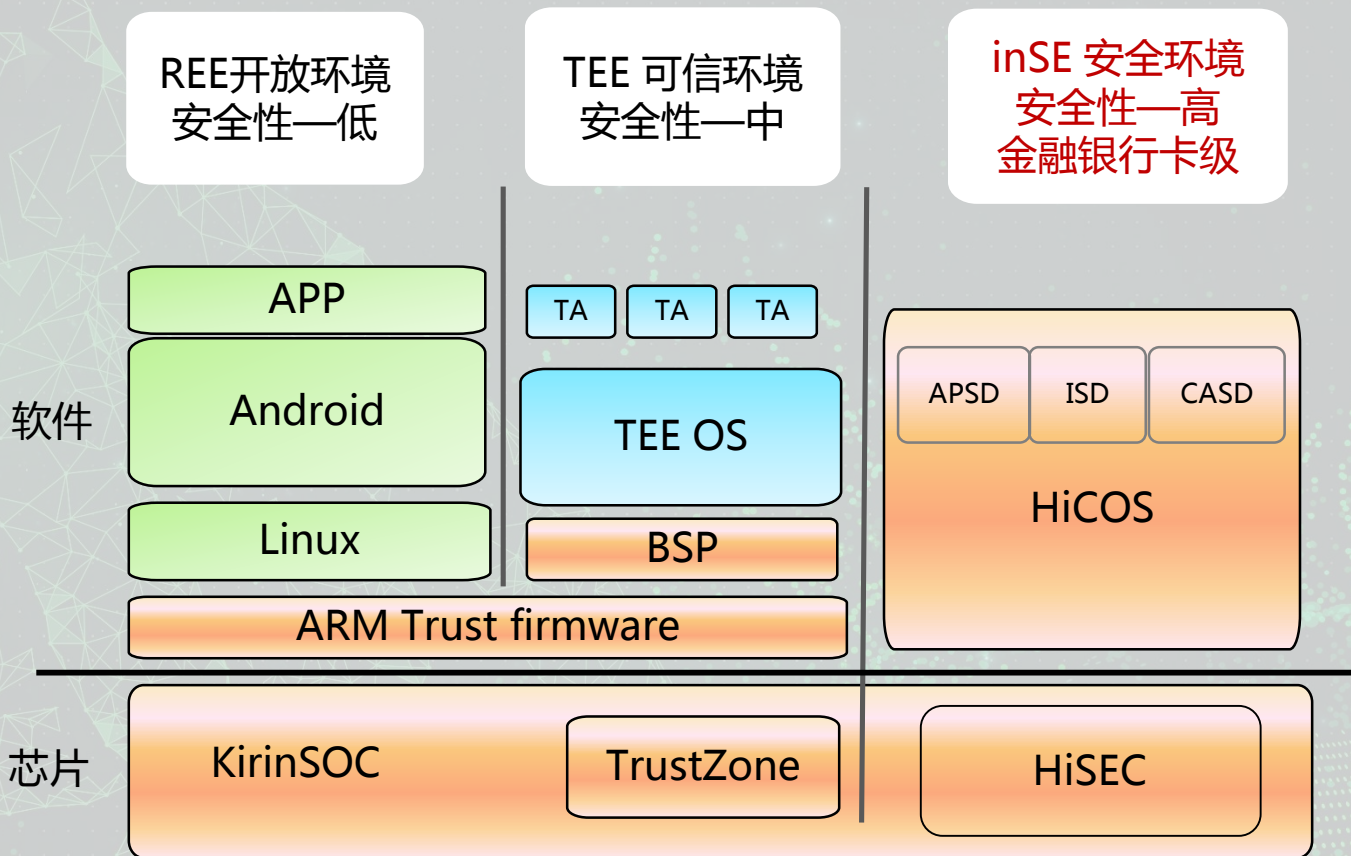 REE开放环境
安全性—低
TEE 可信环境
安全性—中
inSE 安全环境
安全性—高
金融银行卡级
软件
APP
Android
Linux
TA
TA
TA
TEE OS
BSP
ARM Trust firmware
APSD
ISD
CASD
HiCOS
芯片
KirinSOC
TrustZone
HiSEC